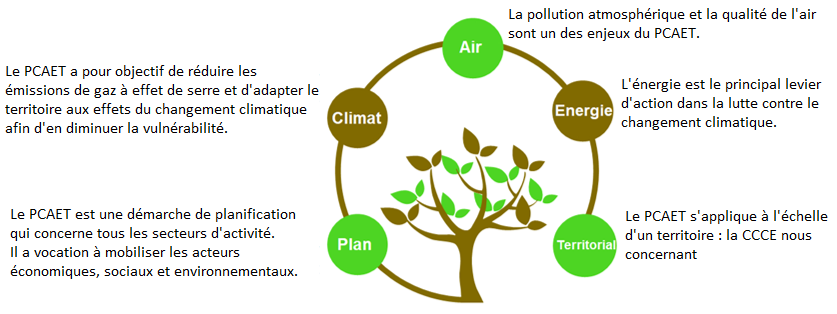 La pollution atmosphérique et la qualité de l'air
sont un des enjeux du PCAET.
Air
Le PCAET a pour objectif de réduire les
émissions de gaz à effet de serre et d'adapter le
territoire aux effets du changement climatique
afin d'en diminuer la vulnérabilité.
Climat
Energie
L'énergie est le principal levier
d'action dans la lutte contre le
changement climatique.
Le PCAET est une démarche de planification
qui concerne tous les secteurs d'activité.
Il a vocation à mobiliser les acteurs
économiques, sociaux et environnementaux.
Plan
Territorial
Le PCAET s'applique à l'échelle
d'un territoire : la CCCE nous
concernant